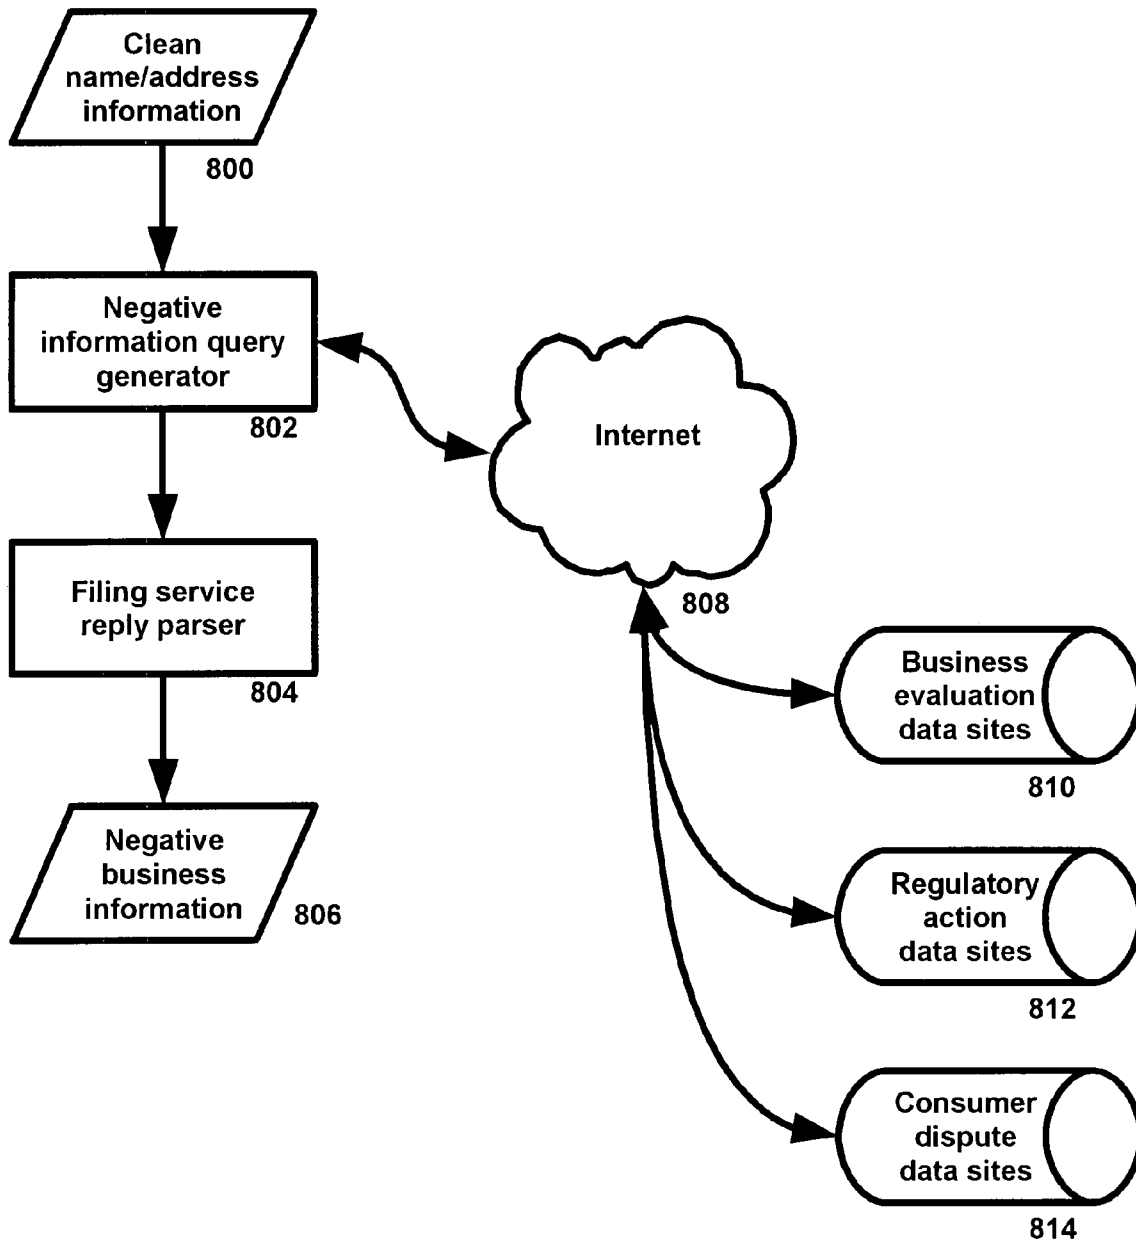 Clean
name/address
information
800
Negative
information query
generator
802
Internet
808
Filing service
reply parser
804
Business
evaluation
data sites
810
Negative
business
information
806
Regulatory
action
data sites
812
Consumer
dispute
data sites
814